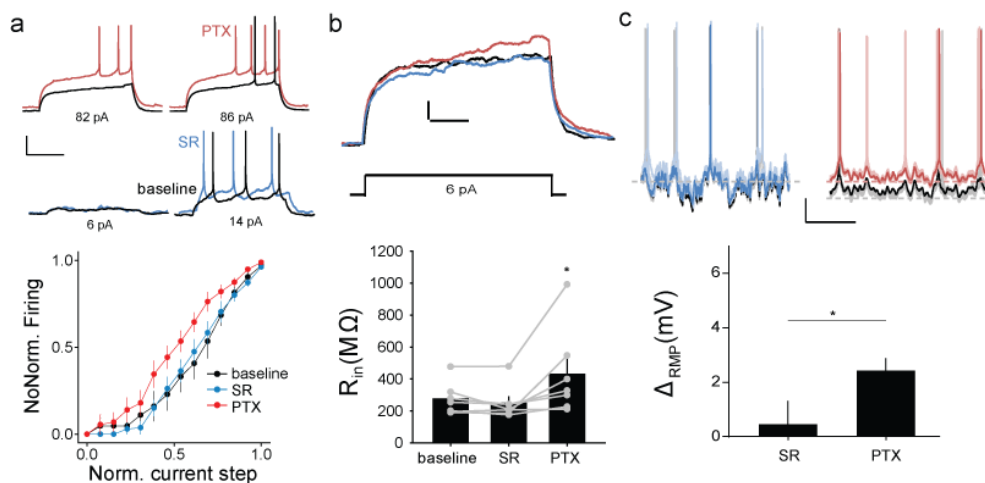 a
PTX
82 pA
86 pA
SR
baseline
6 pA
14 pA
NoNorm. Firing
1.0
0.5
0.0
baseline
SR
PTX
0.0
0.5
1.0
Norm. current step
b
6 pA
Rin(MΩ)
1200
1000
800
600
400
200
0
*
baseline
SR
PTX
c
ΔRMP(mV)
6
4
2
0
*
SR
PTX